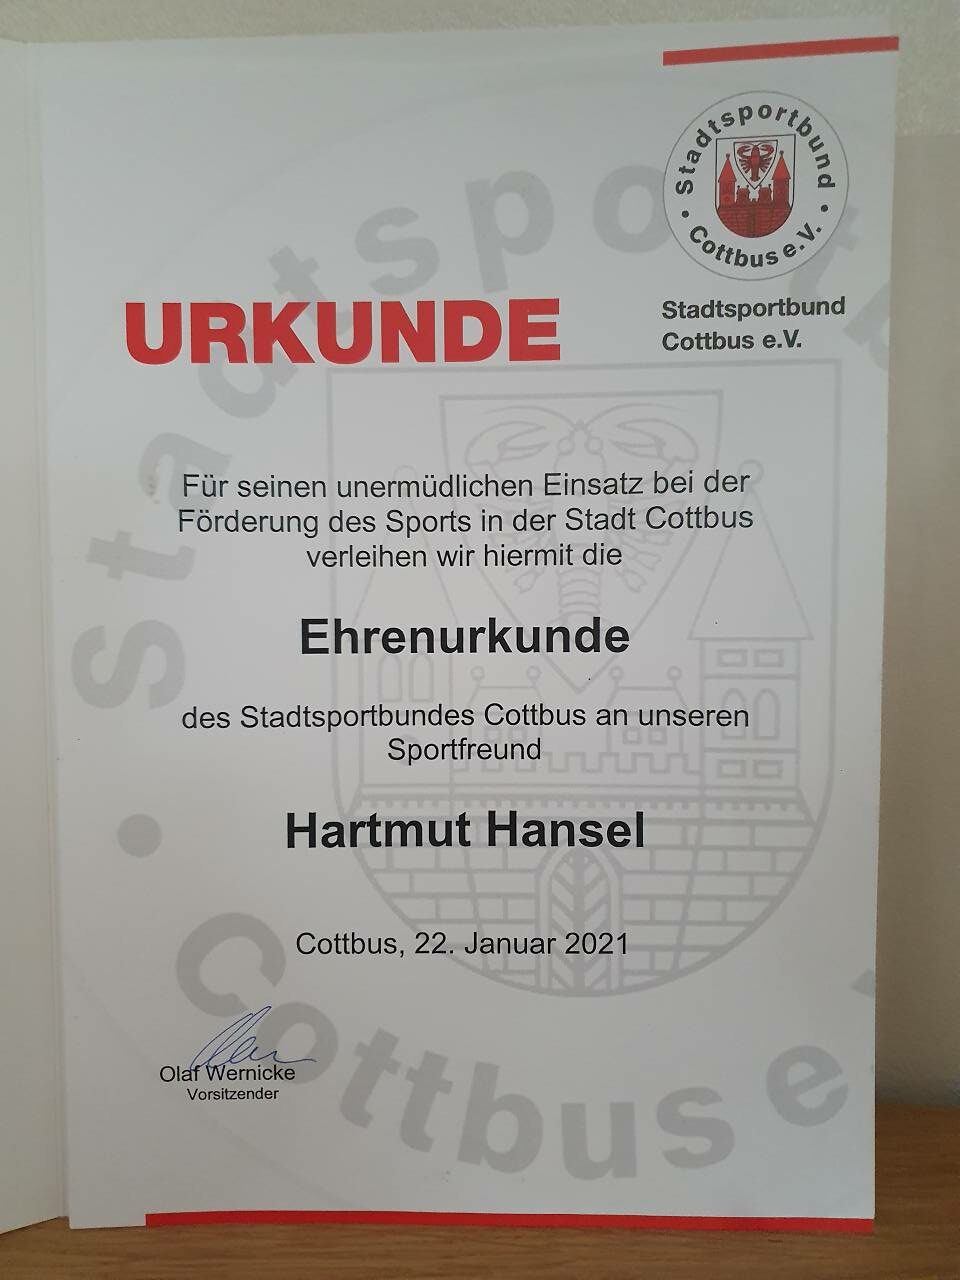 Stadtsportbund
Cottbus e.V.
Stadtsportbund
Cottbus e.V.
URKUNDE
Für seinen unermüdlichen Einsatz bei der
Förderung des Sports in der Stadt Cottbus
verleihen wir hiermit die
Ehrenurkunde
des Stadtsportbundes Cottbus an unseren
Sportfreund
Hartmut Hansel
Cottbus, 22. Januar 2021
Olaf Wernicke
Vorsitzender
Stadtsport
Cottbus e